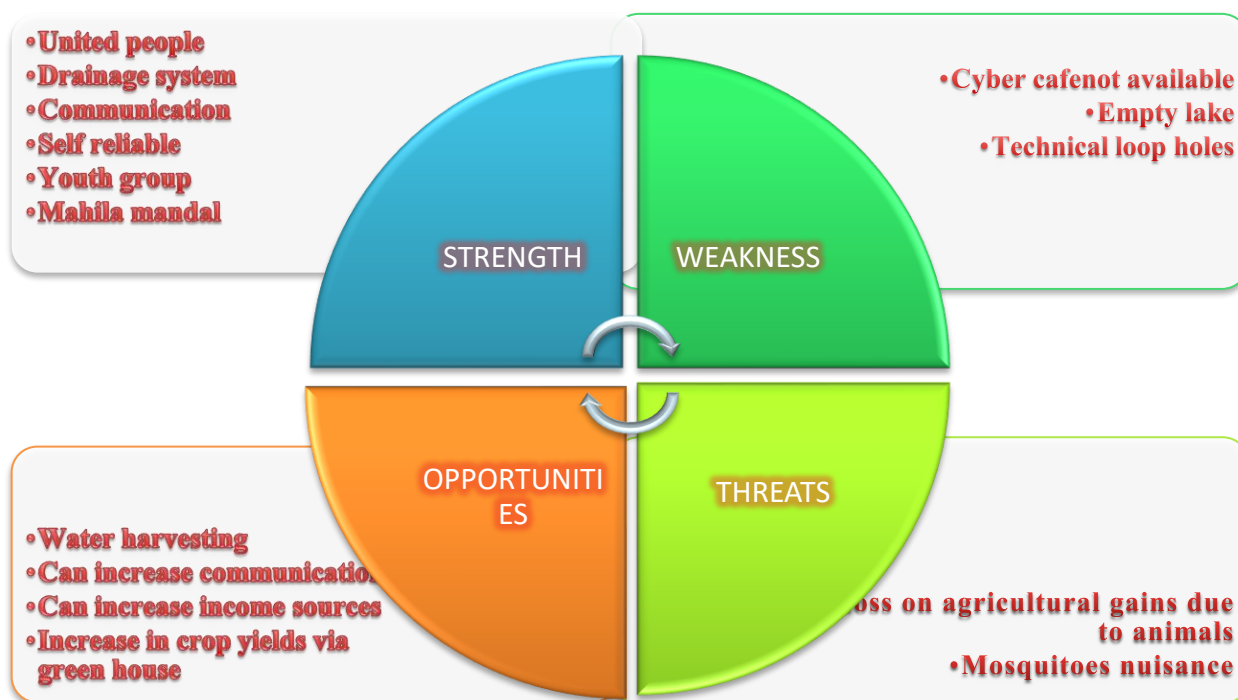 •United people
•Drainage system
•Communication
•Self reliable
•Youth group
•Mahila mandal
•Cyber cafenot available
•Empty lake
•Technical loop holes
STRENGTH
WEAKNESS
OPPORTUNITI
ES
THREATS
•Water harvesting
•Can increase communication
•Can increase income sources
•Increase in crop yields via
green house
oss on agricultural gains due
to animals
•Mosquitoes nuisance